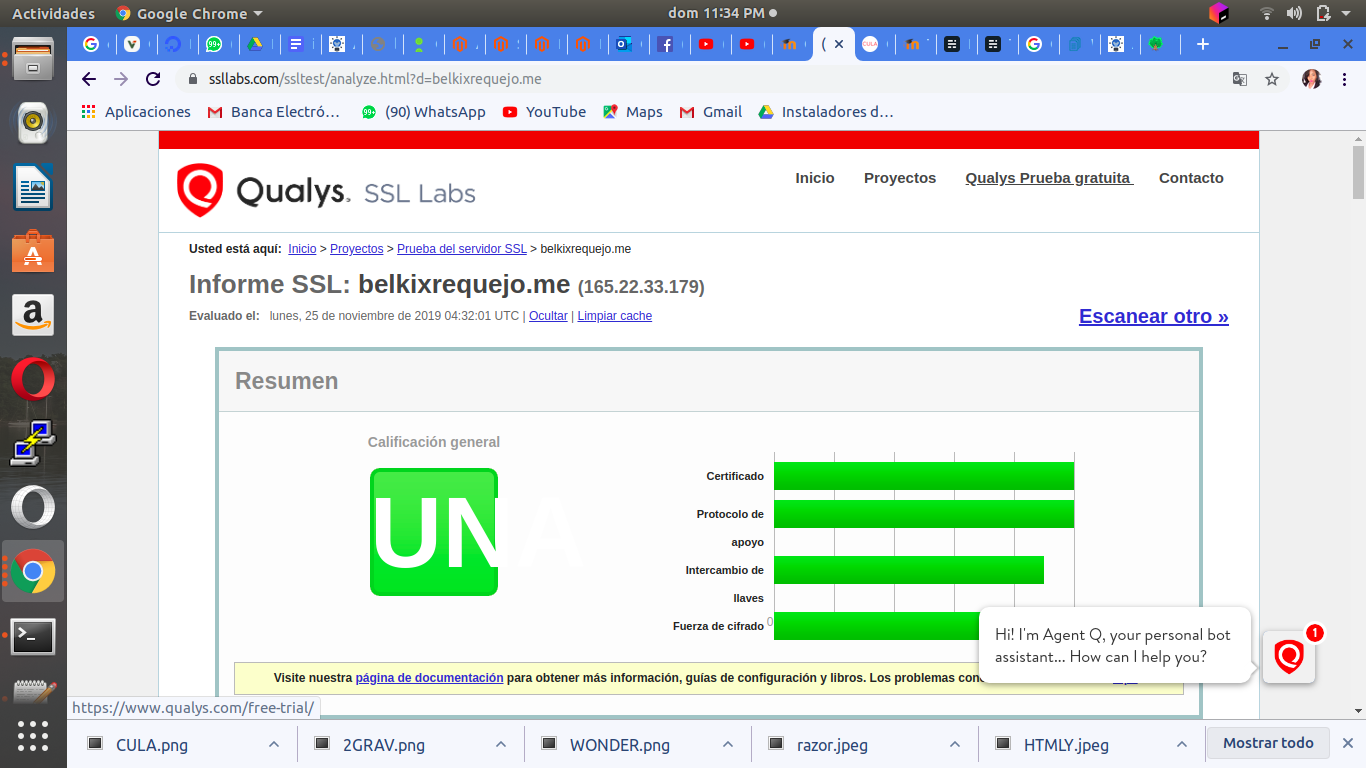 Actividades Google Chrome dom 11:34 PM
ssllabs.com/ssltest/analyze.html?d=belkixrequejo.me
Aplicaciones Banca Electró… (90) WhatsApp YouTube Maps Gmail Instaladores d…
Qualys. SSL Labs
Inicio Proyectos Qualys Prueba gratuita Contacto
Usted está aquí: Inicio > Proyectos > Prueba del servidor SSL > belkixrequejo.me
Informe SSL: belkixrequejo.me (165.22.33.179)
Evaluado el: lunes, 25 de noviembre de 2019 04:32:01 UTC | Ocultar | Limpiar cache
Escanear otro »
Resumen
Calificación general
UNA
Certificado
Protocolo de
apoyo
Intercambio de
llaves
Fuerza de cifrado 0
Hi! I'm Agent Q, your personal bot
assistant... How can I help you?
1
Visite nuestra página de documentación para obtener más información, guías de configuración y libros. Los problemas
https://www.qualys.com/free-trial/
CULA.png 2GRAV.png WONDER.png razor.jpeg HTMLY.jpeg Mostrar todo